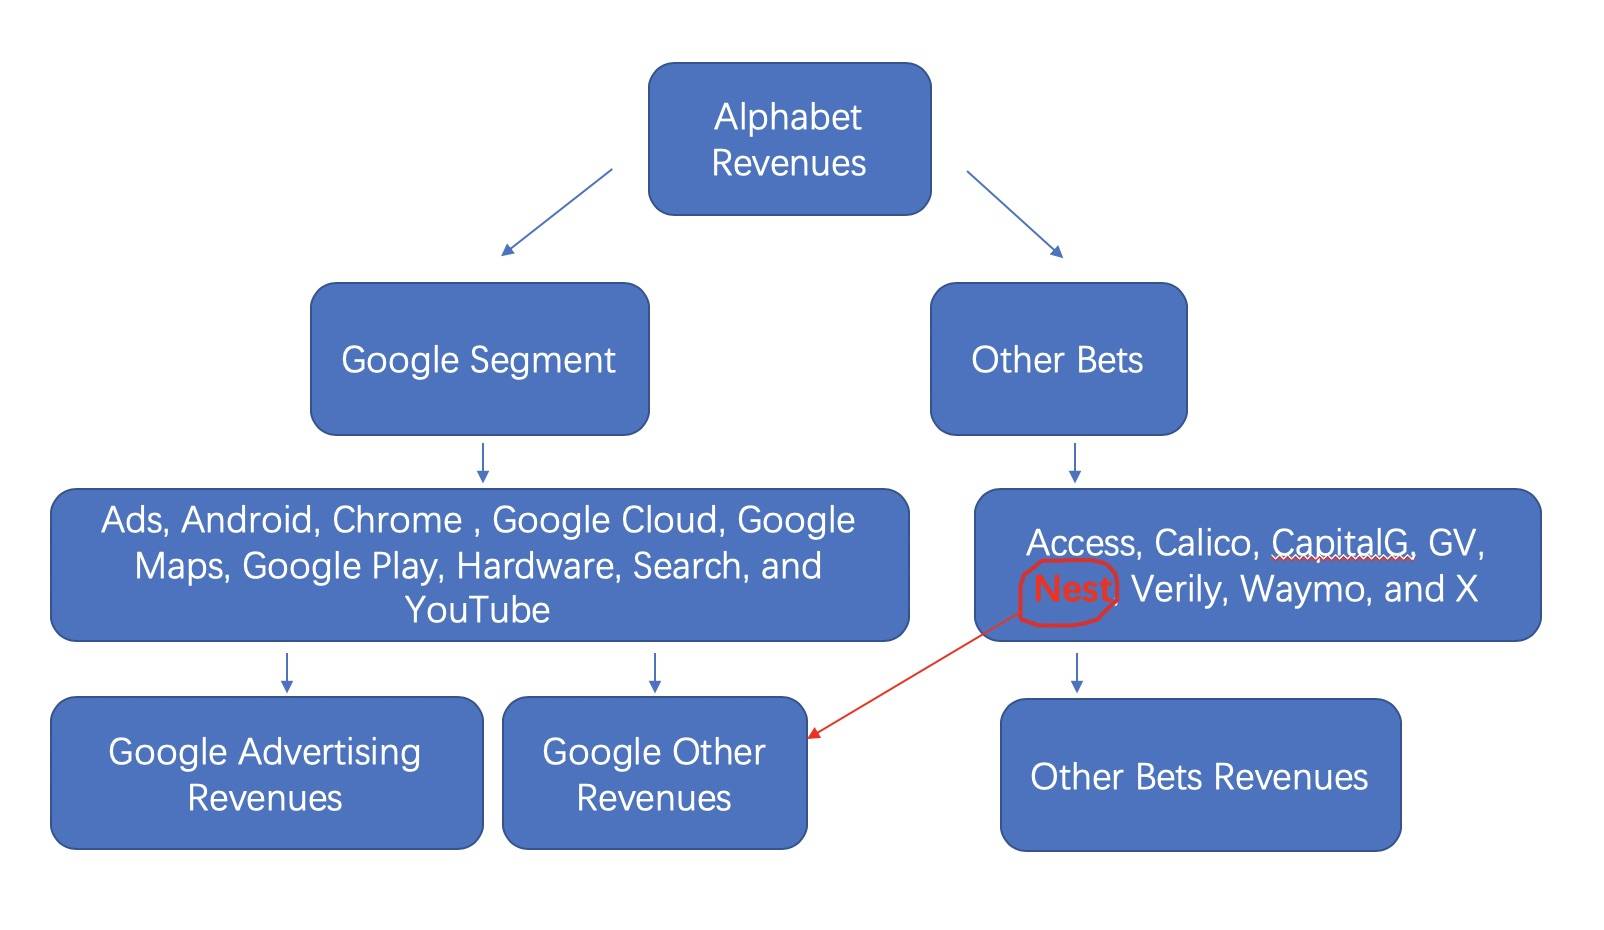 Alphabet
Revenues
Google Segment
Other Bets
Ads, Android, Chrome , Google Cloud, Google
Maps, Google Play, Hardware, Search, and
YouTube
Access, Calico, CapitalG, GV,
Nest, Verily, Waymo, and X
Google Advertising
Revenues
Google Other
Revenues
Other Bets Revenues